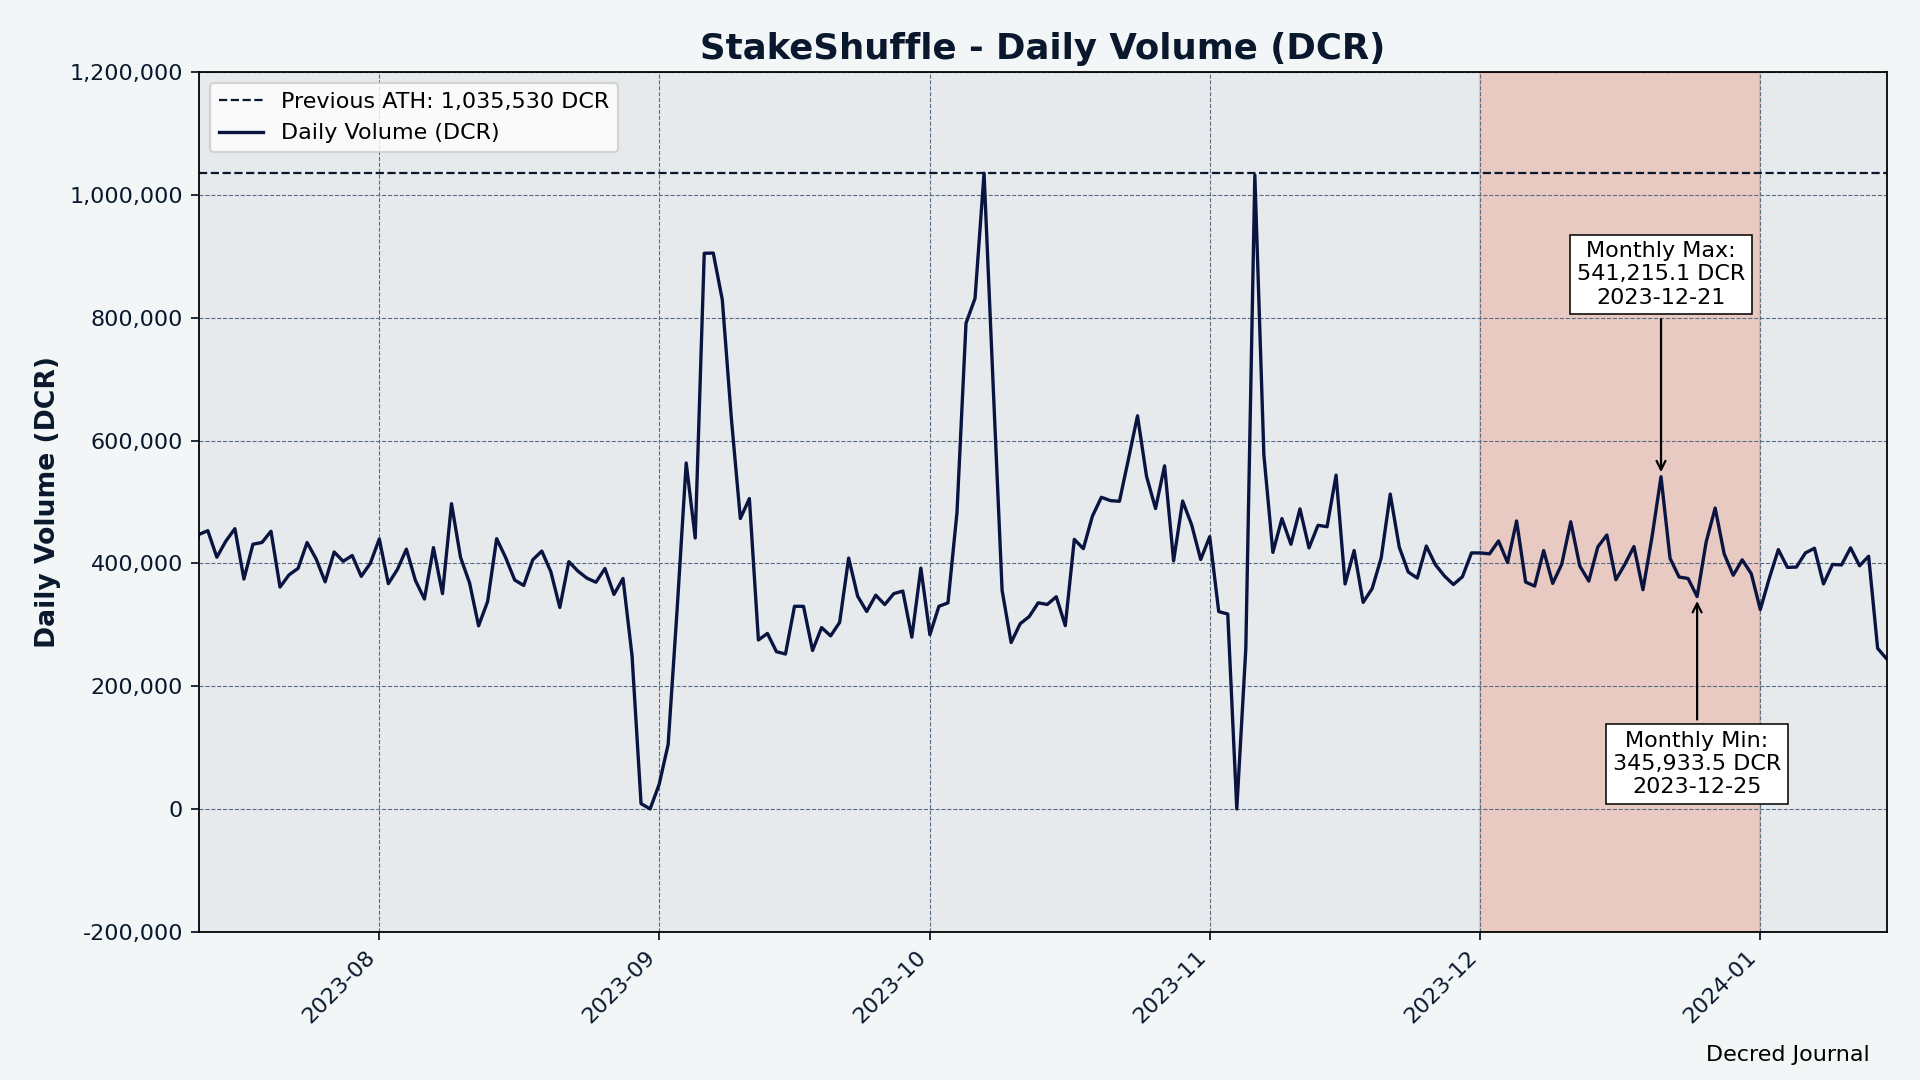 StakeShuffle - Daily Volume (DCR)
Previous ATH: 1,035,530 DCR
Daily Volume (DCR)
Daily Volume (DCR)
1,200,000
1,000,000
800,000
600,000
400,000
200,000
0
-200,000
Monthly Max:
541,215.1 DCR
2023-12-21
Monthly Min:
345,933.5 DCR
2023-12-25
2023-08
2023-09
2023-10
2023-11
2023-12
2024-01
Decred Journal